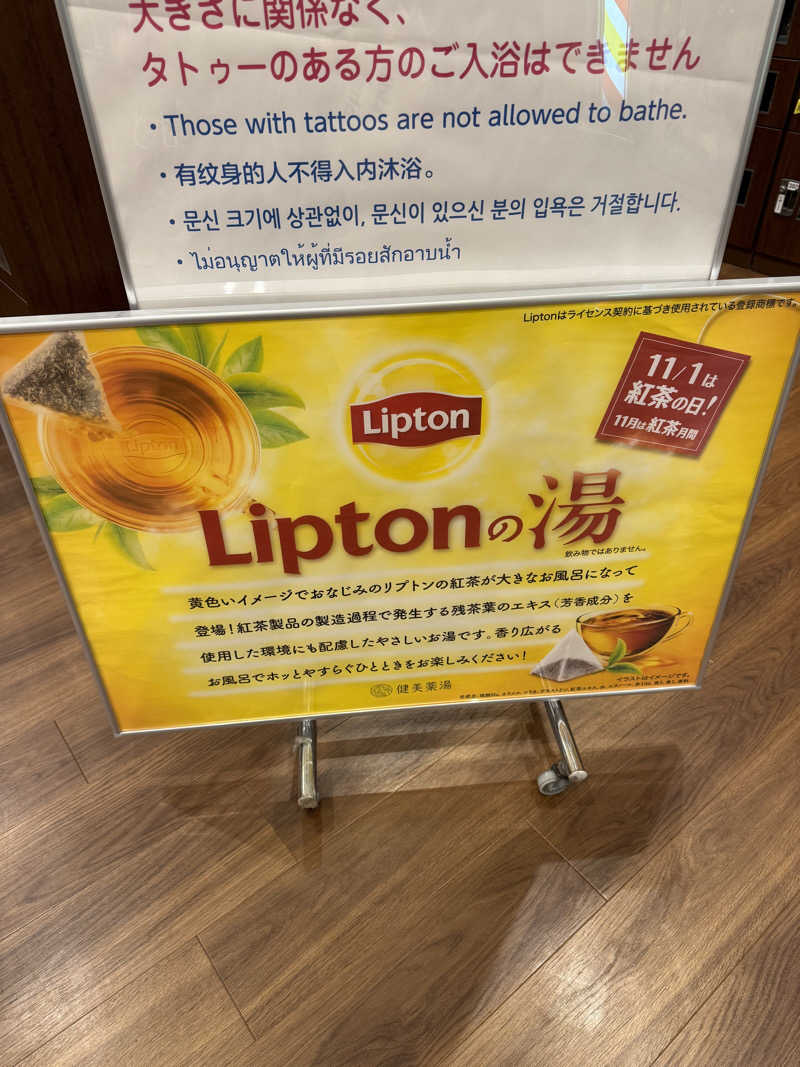 大きさに関係なく、
タトゥーのある方のご入浴はできません
・Those with tattoos are not allowed to bathe.
・有纹身的人不得入内沐浴。
・문신 크기에 상관없이, 문신이 있으신 분의 입욕은 거절합니다.
・ไม่อนุญาตให้ผู้ที่มีรอยสักอาบน้ำ
Liptonはライセンス契約に基づき使用されている登録商標です。
11/1は
紅茶の日!
11月は紅茶月間
Lipton
Lipton
Liptonの湯
飲み物ではありません。
黄色いイメージでおなじみのリプトンの紅茶が大きなお風呂になって
登場!紅茶製品の製造過程で発生する残茶葉のエキス(芳香成分)を
使用した環境にも配慮したやさしいお湯です。香り広がる
お風呂でホッとやすらぐひとときをお楽しみください!
イラストはイメージです。
健美薬湯